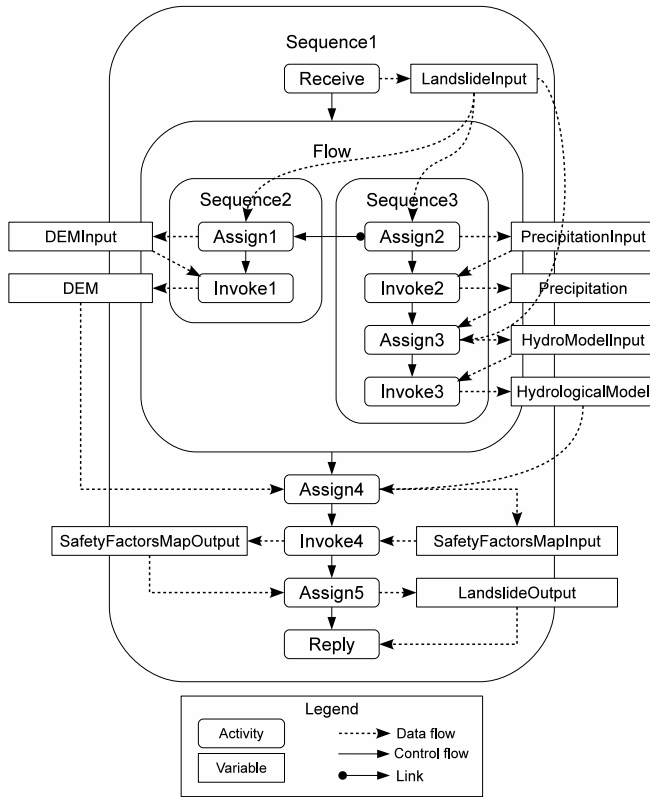 Sequence1
Receive
LandslideInput
Flow
Sequence2
Sequence3
DEMInput
Assign1
Assign2
PrecipitationInput
DEM
Invoke1
Invoke2
Precipitation
Assign3
HydroModelInput
Invoke3
HydrologicalModel
Assign4
SafetyFactorsMapOutput
Invoke4
SafetyFactorsMapInput
Assign5
LandslideOutput
Reply
Legend
Activity
Data flow
Control flow
Variable
Link